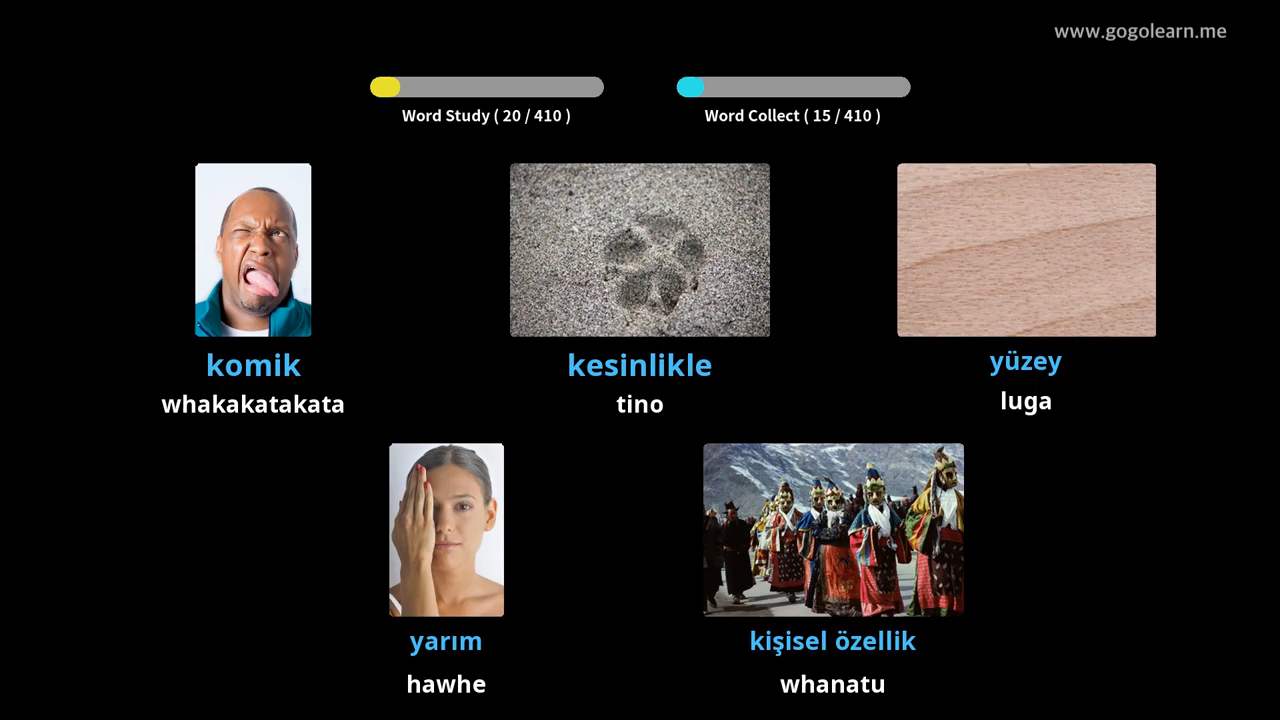 www.gogolearn.me
Word Study ( 20 / 410 )
Word Collect ( 15 / 410 )
komik
whakakatakata
kesinlikle
tino
yüzey
luga
yarım
hawhe
kişisel özellik
whanatu